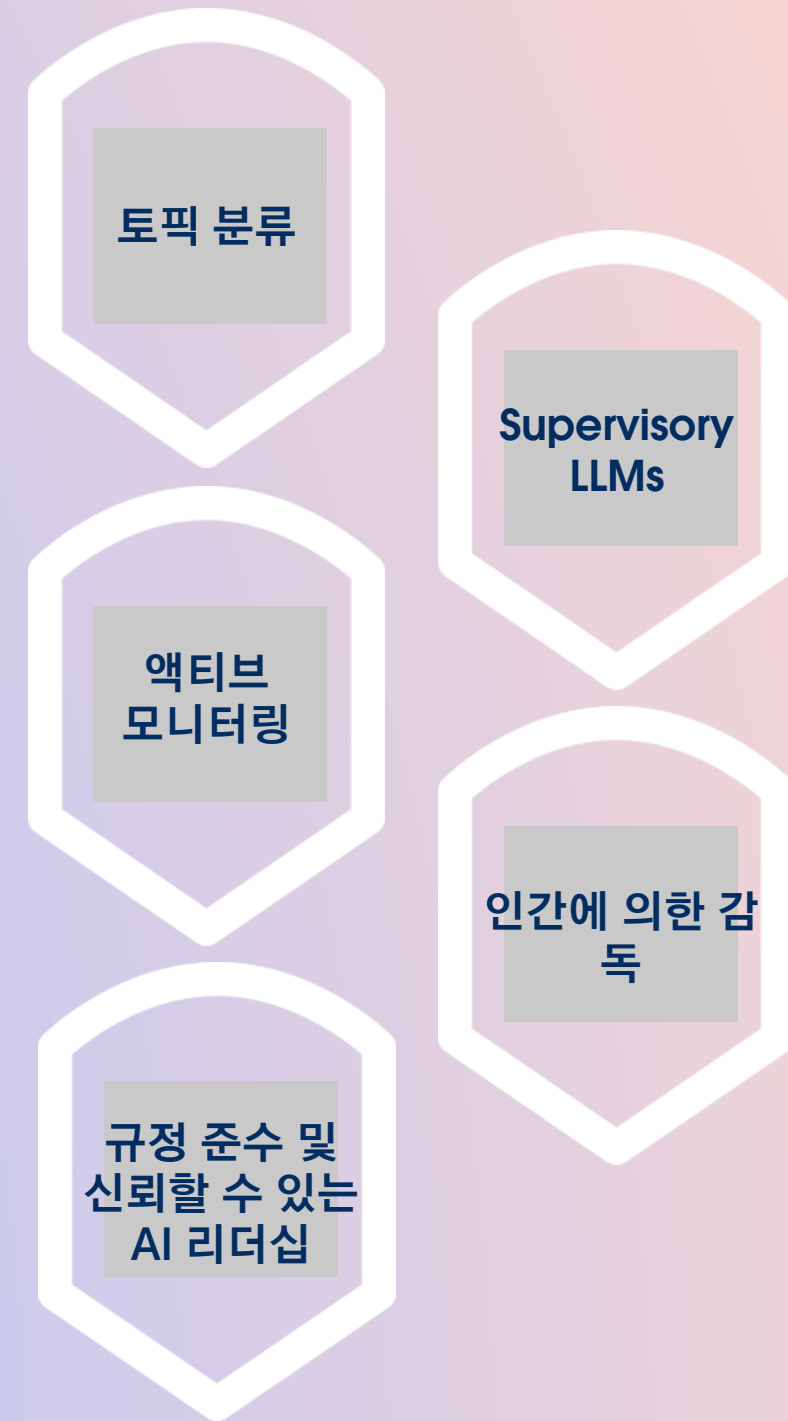 토픽 분류
Supervisory
LLMs
액티브
모니터링
인간에 의한 감
독
규정 준수 및
신뢰할 수 있는
AI 리더십